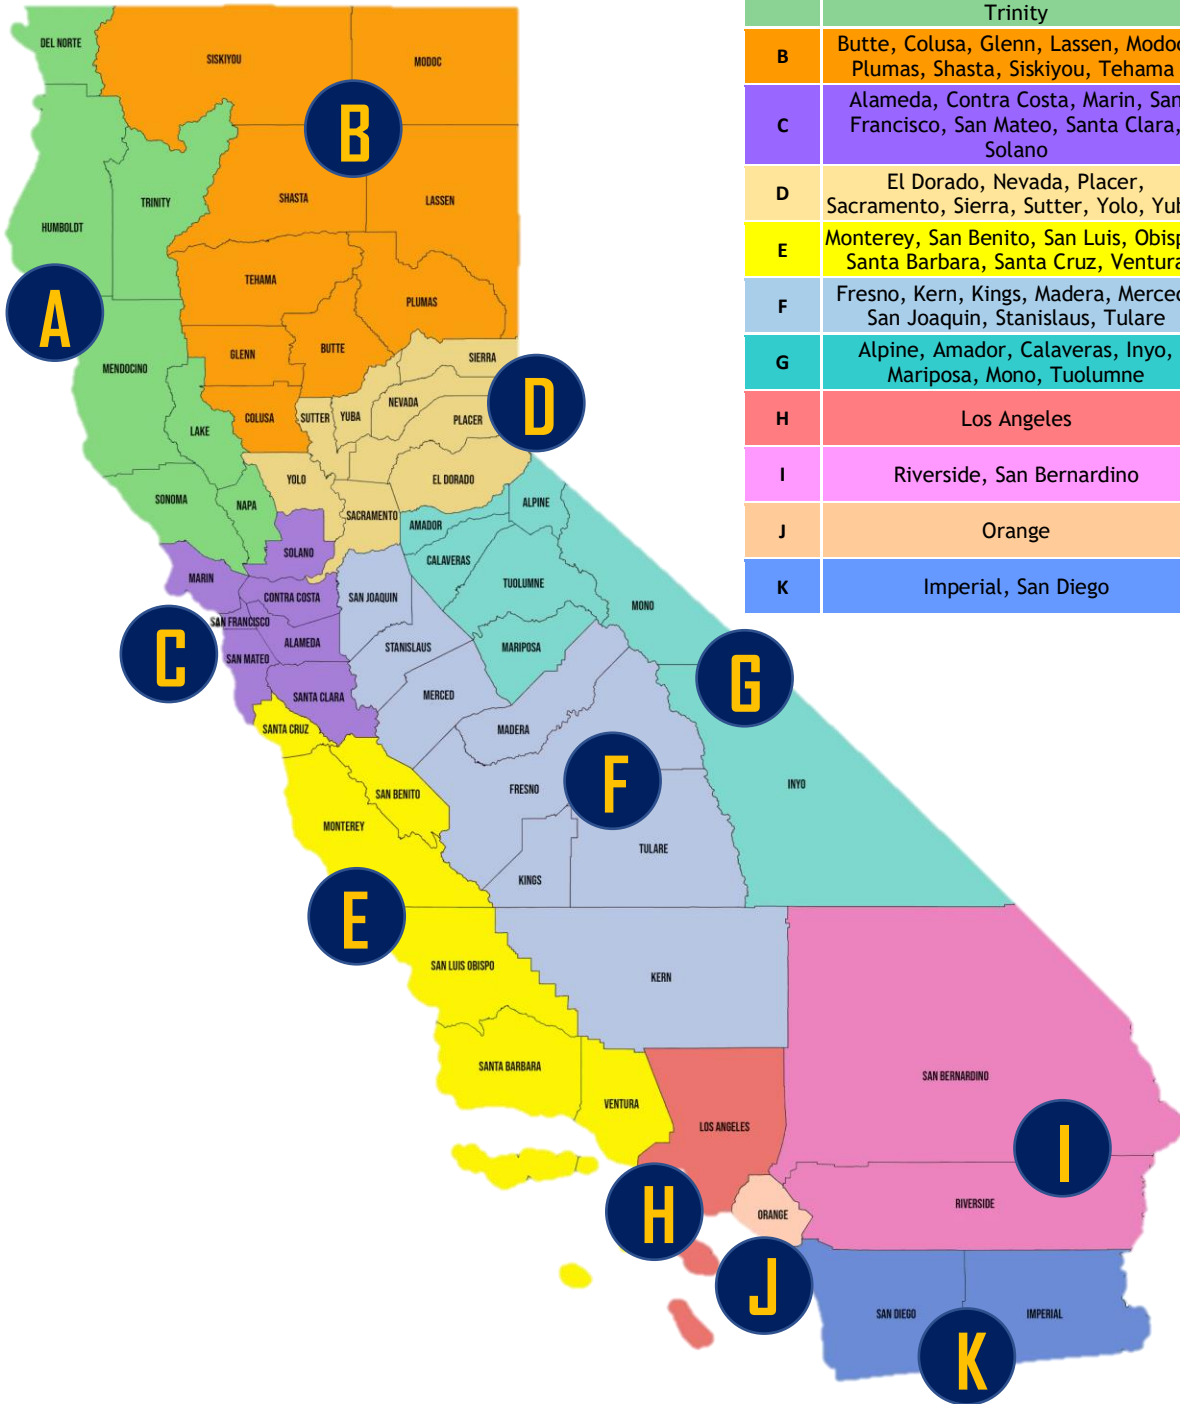 Trinity
B
Butte, Colusa, Glenn, Lassen, Modoc
Plumas, Shasta, Siskiyou, Tehama
C
Alameda, Contra Costa, Marin, San
Francisco, San Mateo, Santa Clara,
Solano
D
El Dorado, Nevada, Placer,
Sacramento, Sierra, Sutter, Yolo, Yub
E
Monterey, San Benito, San Luis, Obisp
Santa Barbara, Santa Cruz, Ventura
F
Fresno, Kern, Kings, Madera, Merced
San Joaquin, Stanislaus, Tulare
G
Alpine, Amador, Calaveras, Inyo,
Mariposa, Mono, Tuolumne
H
Los Angeles
I
Riverside, San Bernardino
J
Orange
K
Imperial, San Diego
DEL NORTE
SISKIYOU
MODOC
B
TRINITY
SHASTA
LASSEN
HUMBOLDT
TEHAMA
A
PLUMAS
GLENN
BUTTE
SIERRA
MENDOCINO
NEVADA
D
COLUSA
SUTTER
YUBA
PLACER
LAKE
YOLO
EL DORADO
SONOMA
NAPA
SACRAMENTO
ALPINE
AMADOR
SOLANO
CALAVERAS
MARIN
TUOLUMNE
CONTRA COSTA
SAN JOAQUIN
MONO
SAN FRANCISCO
ALAMEDA
STANISLAUS
MARIPOSA
C
SAN MATEO
G
SANTA CLARA
MERCED
SANTA CRUZ
MADERA
F
INYO
FRESNO
SAN BENITO
MONTEREY
TULARE
KINGS
E
SAN LUIS OBISPO
KERN
SANTA BARBARA
SAN BERNARDINO
VENTURA
LOS ANGELES
I
RIVERSIDE
H
ORANGE
J
SAN DIEGO
IMPERIAL
K